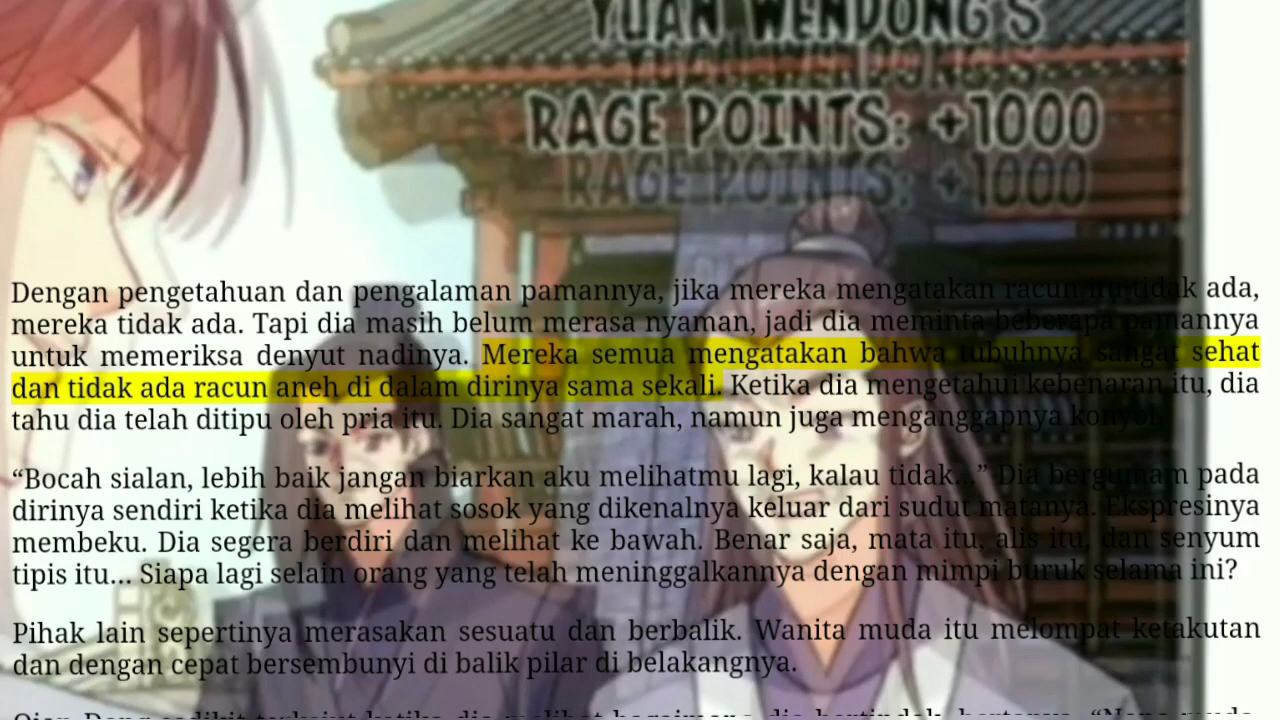 YUAN WENDONG'S
YUAN WENDONG'S
RAGE POINTS: +1000
RAGE POINTS: +1000
Dengan pengetahuan dan pengalaman pamannya, jika mereka mengatakan racun itu tidak ada,
mereka tidak ada. Tapi dia masih belum merasa nyaman, jadi dia meminta beberapa pamannya
untuk memeriksa denyut nadinya. Mereka semua mengatakan bahwa tubuhnya sangat sehat
dan tidak ada racun aneh di dalam dirinya sama sekali. Ketika dia mengetahui kebenaran itu, dia
tahu dia telah ditipu oleh pria itu. Dia sangat marah, namun juga menganggapnya konyol.
“Bocah sialan, lebih baik jangan biarkan aku melihatmu lagi, kalau tidak…” Dia bergumam pada
dirinya sendiri ketika dia melihat sosok yang dikenalnya keluar dari sudut matanya. Ekspresinya
membeku. Dia segera berdiri dan melihat ke bawah. Benar saja, mata itu, alis itu, dan senyum
tipis itu… Siapa lagi selain orang yang telah meninggalkannya dengan mimpi buruk selama ini?
Pihak lain sepertinya merasakan sesuatu dan berbalik. Wanita muda itu melompat ketakutan
dan dengan cepat bersembunyi di balik pilar di belakangnya.